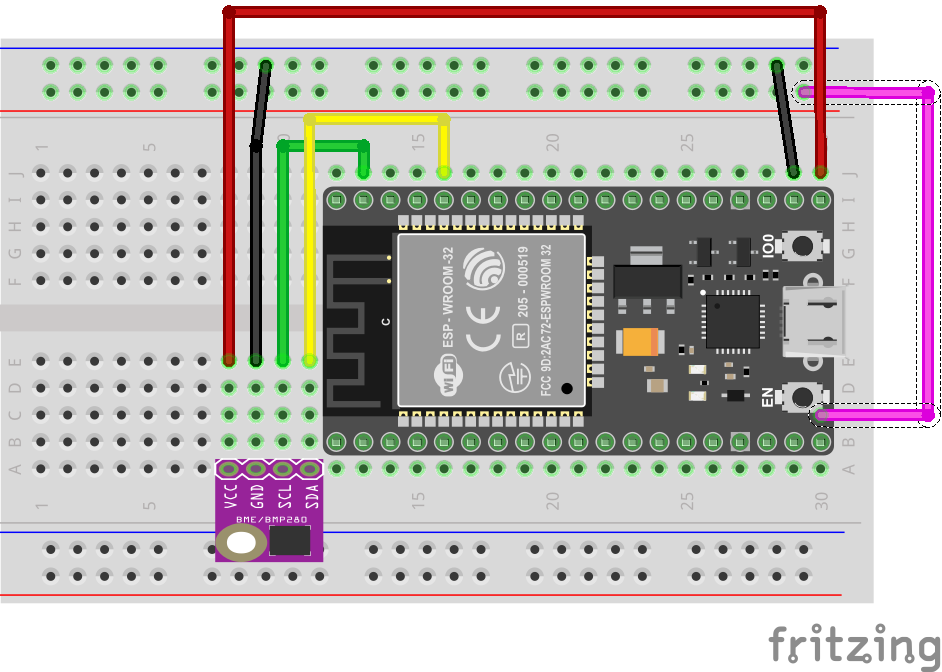 1
5
10
15
20
25
J
I
H
G
F
J
I
H
G
F
IO0
ESP - WROOM-32
CE
R
205 - 000519
FCC 9D:2AC72-ESPWROOM 32
WiFi
C
EN
E
D
C
B
A
E
D
B
A
VCC
GND
SCL
SDA
BME/BMP280
1
5
15
20
25
30
fritzing